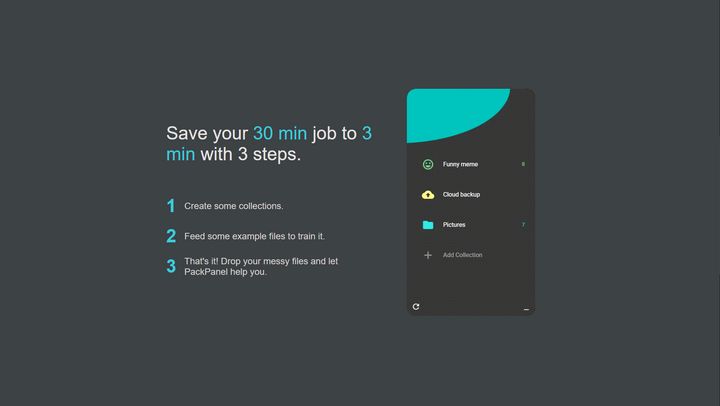 Save your 30 min job to 3
min with 3 steps.
1 Create some collections.
2 Feed some example files to train it.
3 That's it! Drop your messy files and let
PackPanel help you.
Funny meme 8
Cloud backup
Pictures 7
Add Collection